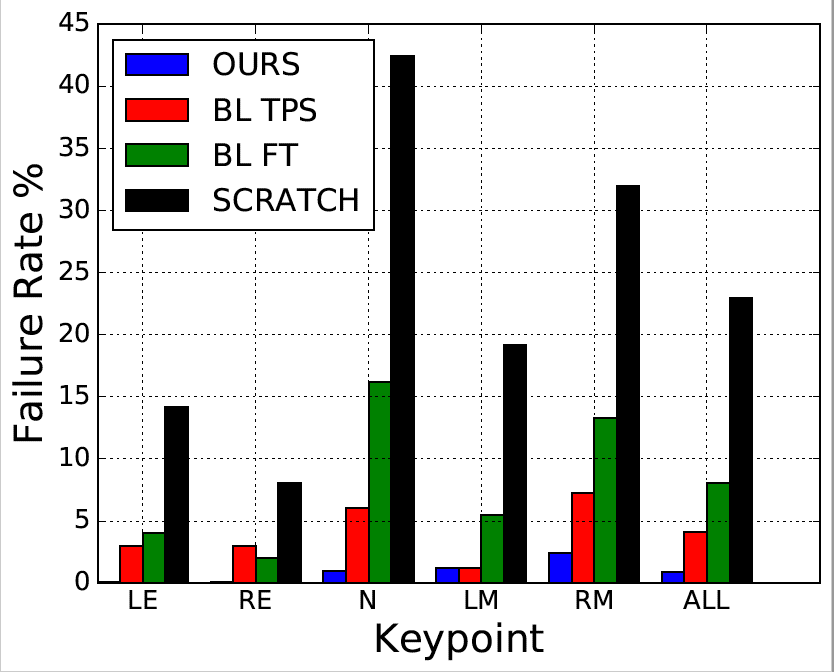 45
40
35
30
25
20
15
10
5
0
Failure Rate %
OURS
BL TPS
BL FT
SCRATCH
LE RE N LM RM ALL
Keypoint